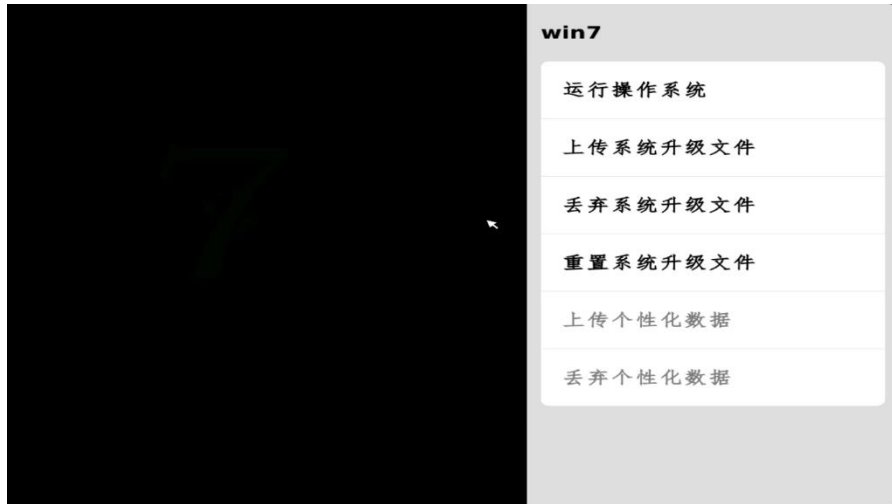 7
win7
运行操作系统
上传系统升级文件
丢弃系统升级文件
重置系统升级文件
上传个性化数据
丢弃个性化数据